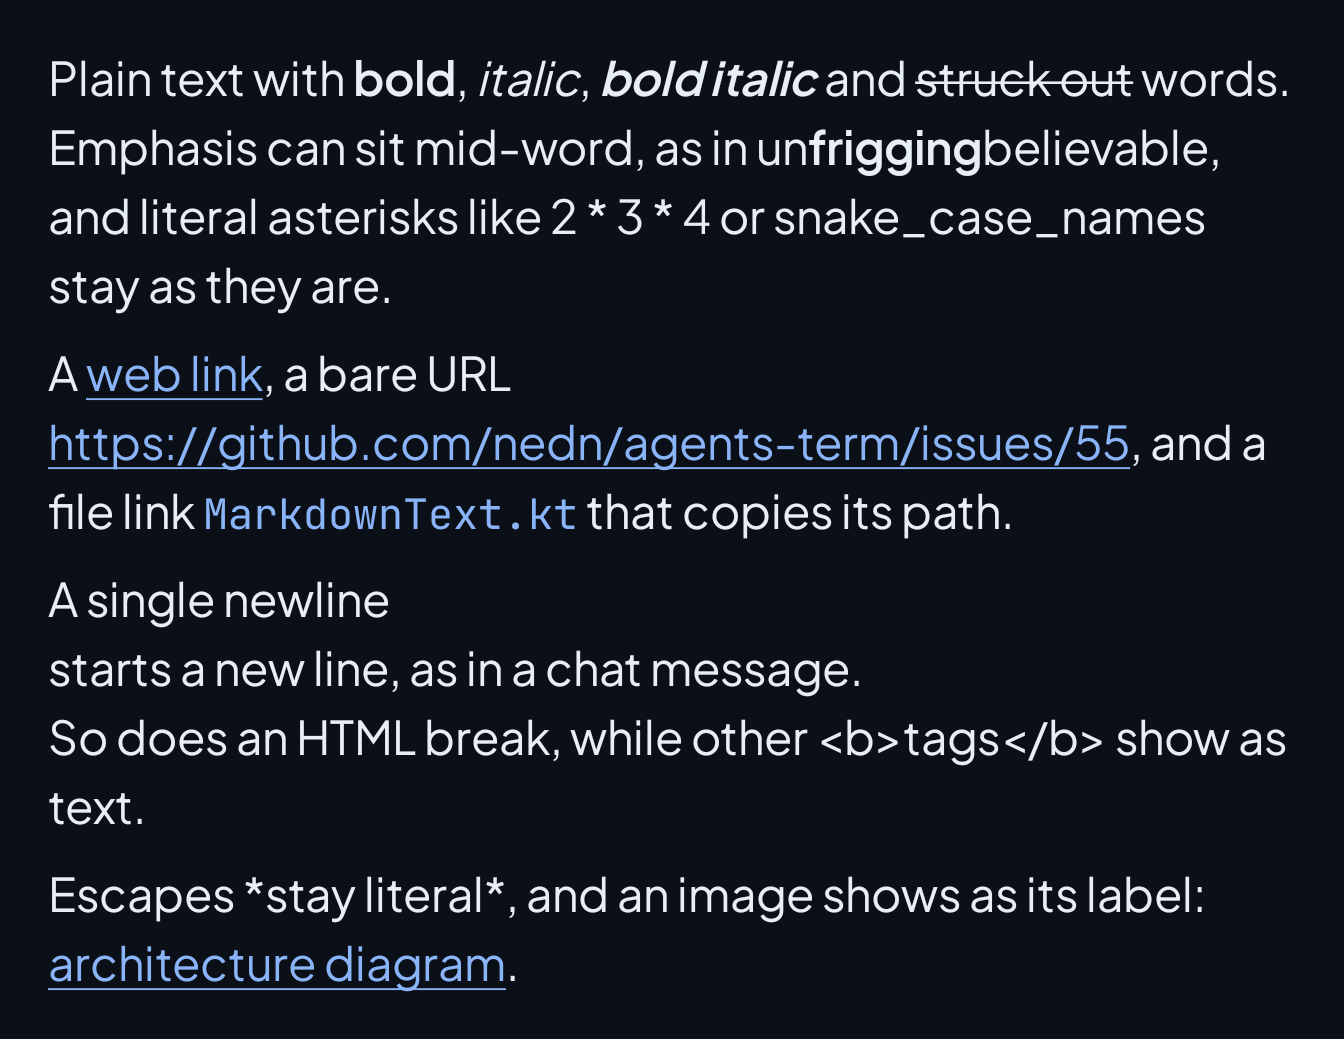 Plain text with bold, italic, bold italic and struck out words.
Emphasis can sit mid-word, as in unfriggingbelievable,
and literal asterisks like 2 * 3 * 4 or snake_case_names
stay as they are.
A web link, a bare URL
https://github.com/nedn/agents-term/issues/55, and a
file link MarkdownText.kt that copies its path.
A single newline
starts a new line, as in a chat message.
So does an HTML break, while other <b>tags</b> show as
text.
Escapes *stay literal*, and an image shows as its label:
architecture diagram.